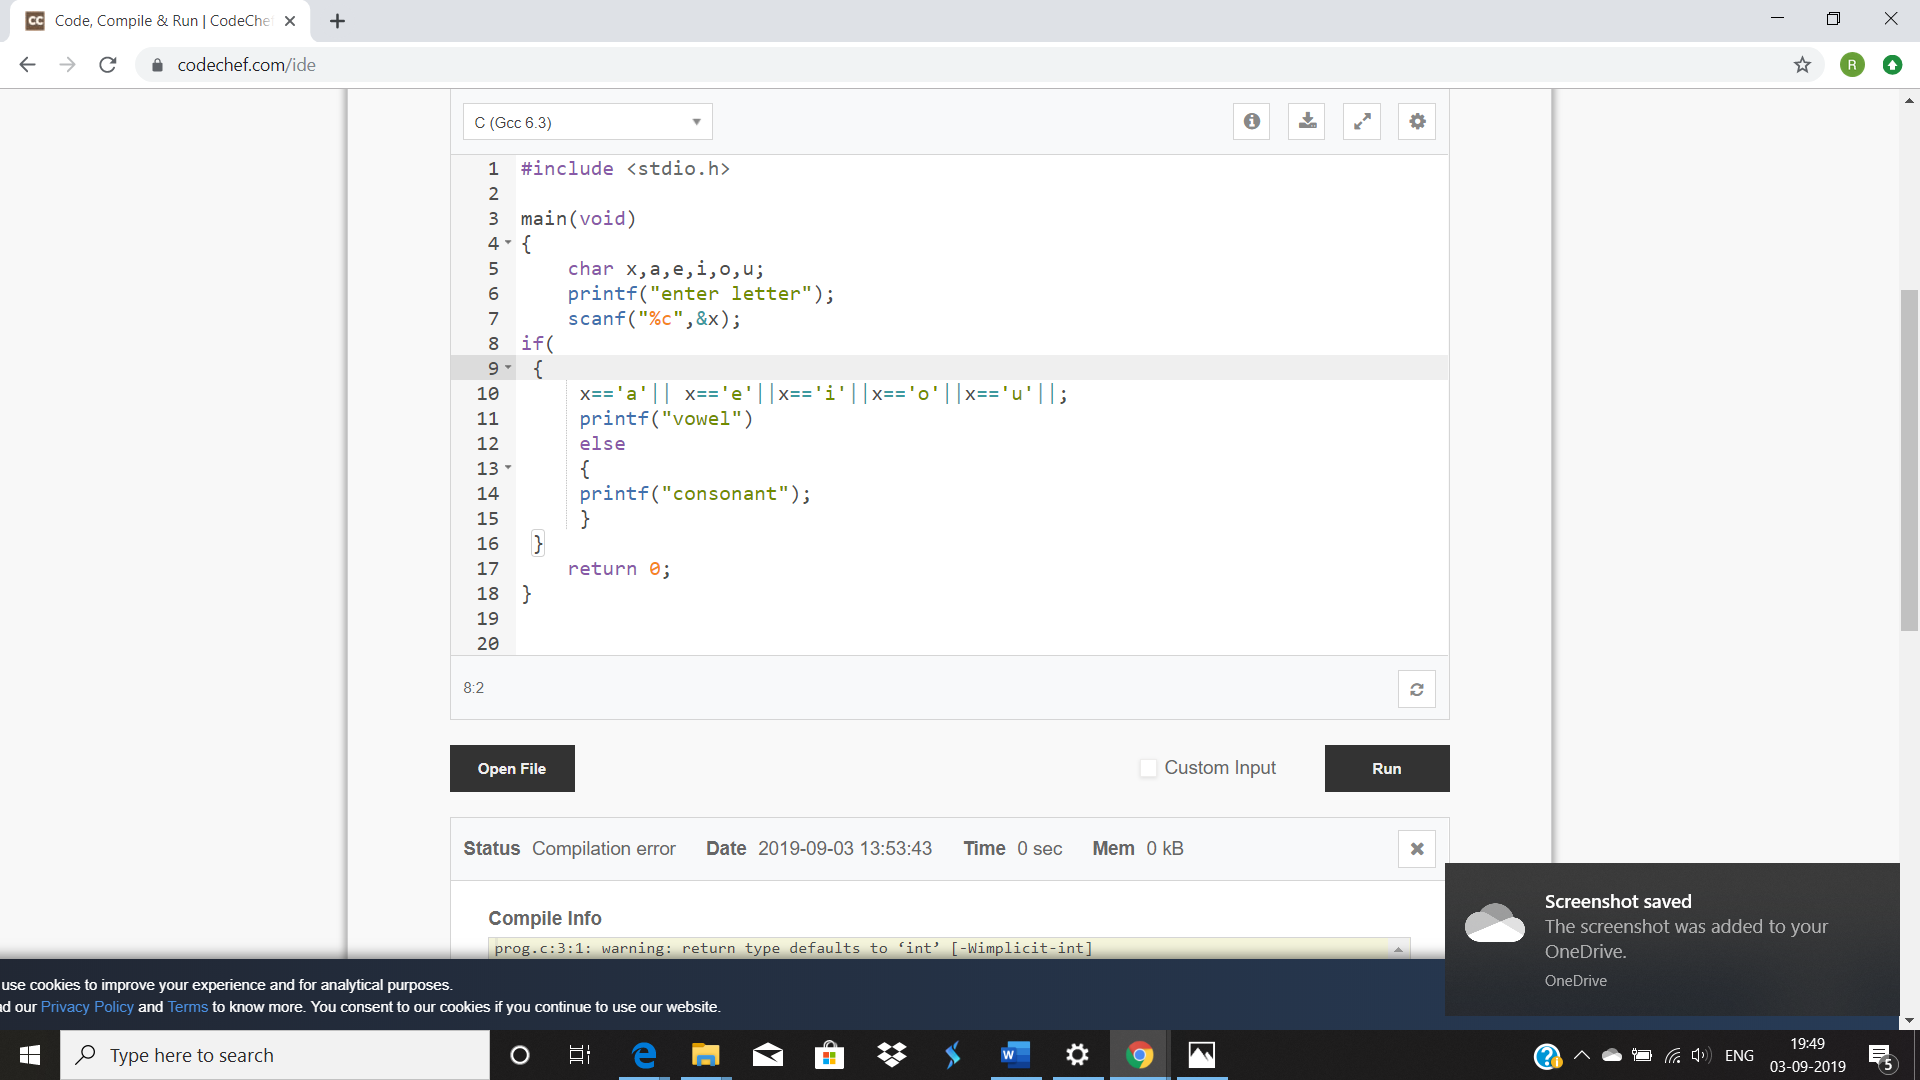 Code, Compile & Run | CodeChe
codechef.com/ide
R
C (Gcc 6.3)
1 #include <stdio.h>
2
3 main(void)
4 {
5 char x,a,e,i,o,u;
6 printf("enter letter");
7 scanf("%c",&x);
8 if(
9 {
10 x=='a'|| x=='e'||x=='i'||x=='o'||x=='u'||;
11 printf("vowel")
12 else
13 {
14 printf("consonant");
15 }
16 }
17 return 0;
18 }
19
20
8:2
Open File
Custom Input
Run
Status Compilation error Date 2019-09-03 13:53:43 Time 0 sec Mem 0 kB
Compile Info
prog.c:3:1: warning: return type defaults to ‘int’ [-Wimplicit-int]
Screenshot saved
The screenshot was added to your
OneDrive.
OneDrive
use cookies to improve your experience and for analytical purposes.
ad our Privacy Policy and Terms to know more. You consent to our cookies if you continue to use our website.
Type here to search
ENG
19:49
03-09-2019
5